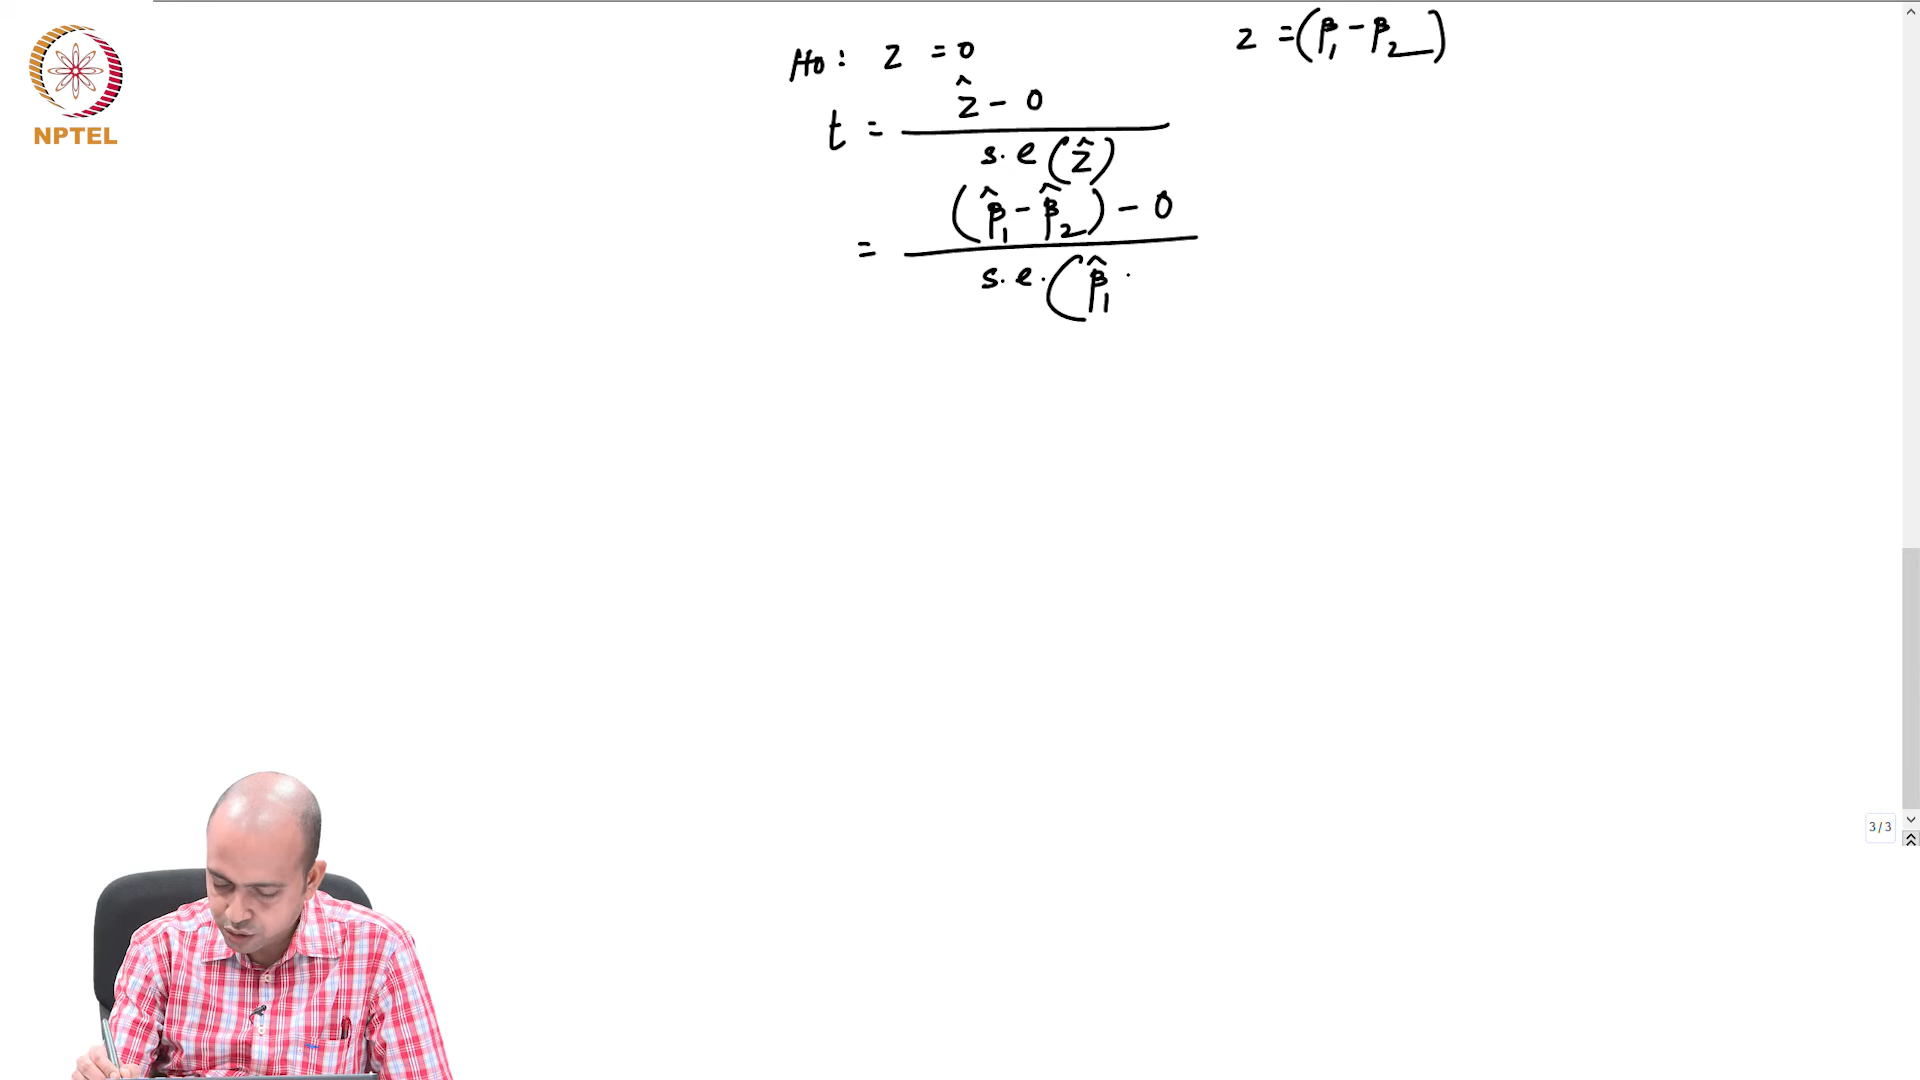 z = (β₁ - β₂)
Ho: z = 0
t = (ẑ - 0) / s.e(ẑ)
= ((β̂₁ - β̂₂) - 0) / s.e.(β̂₁
NPTEL
3/3